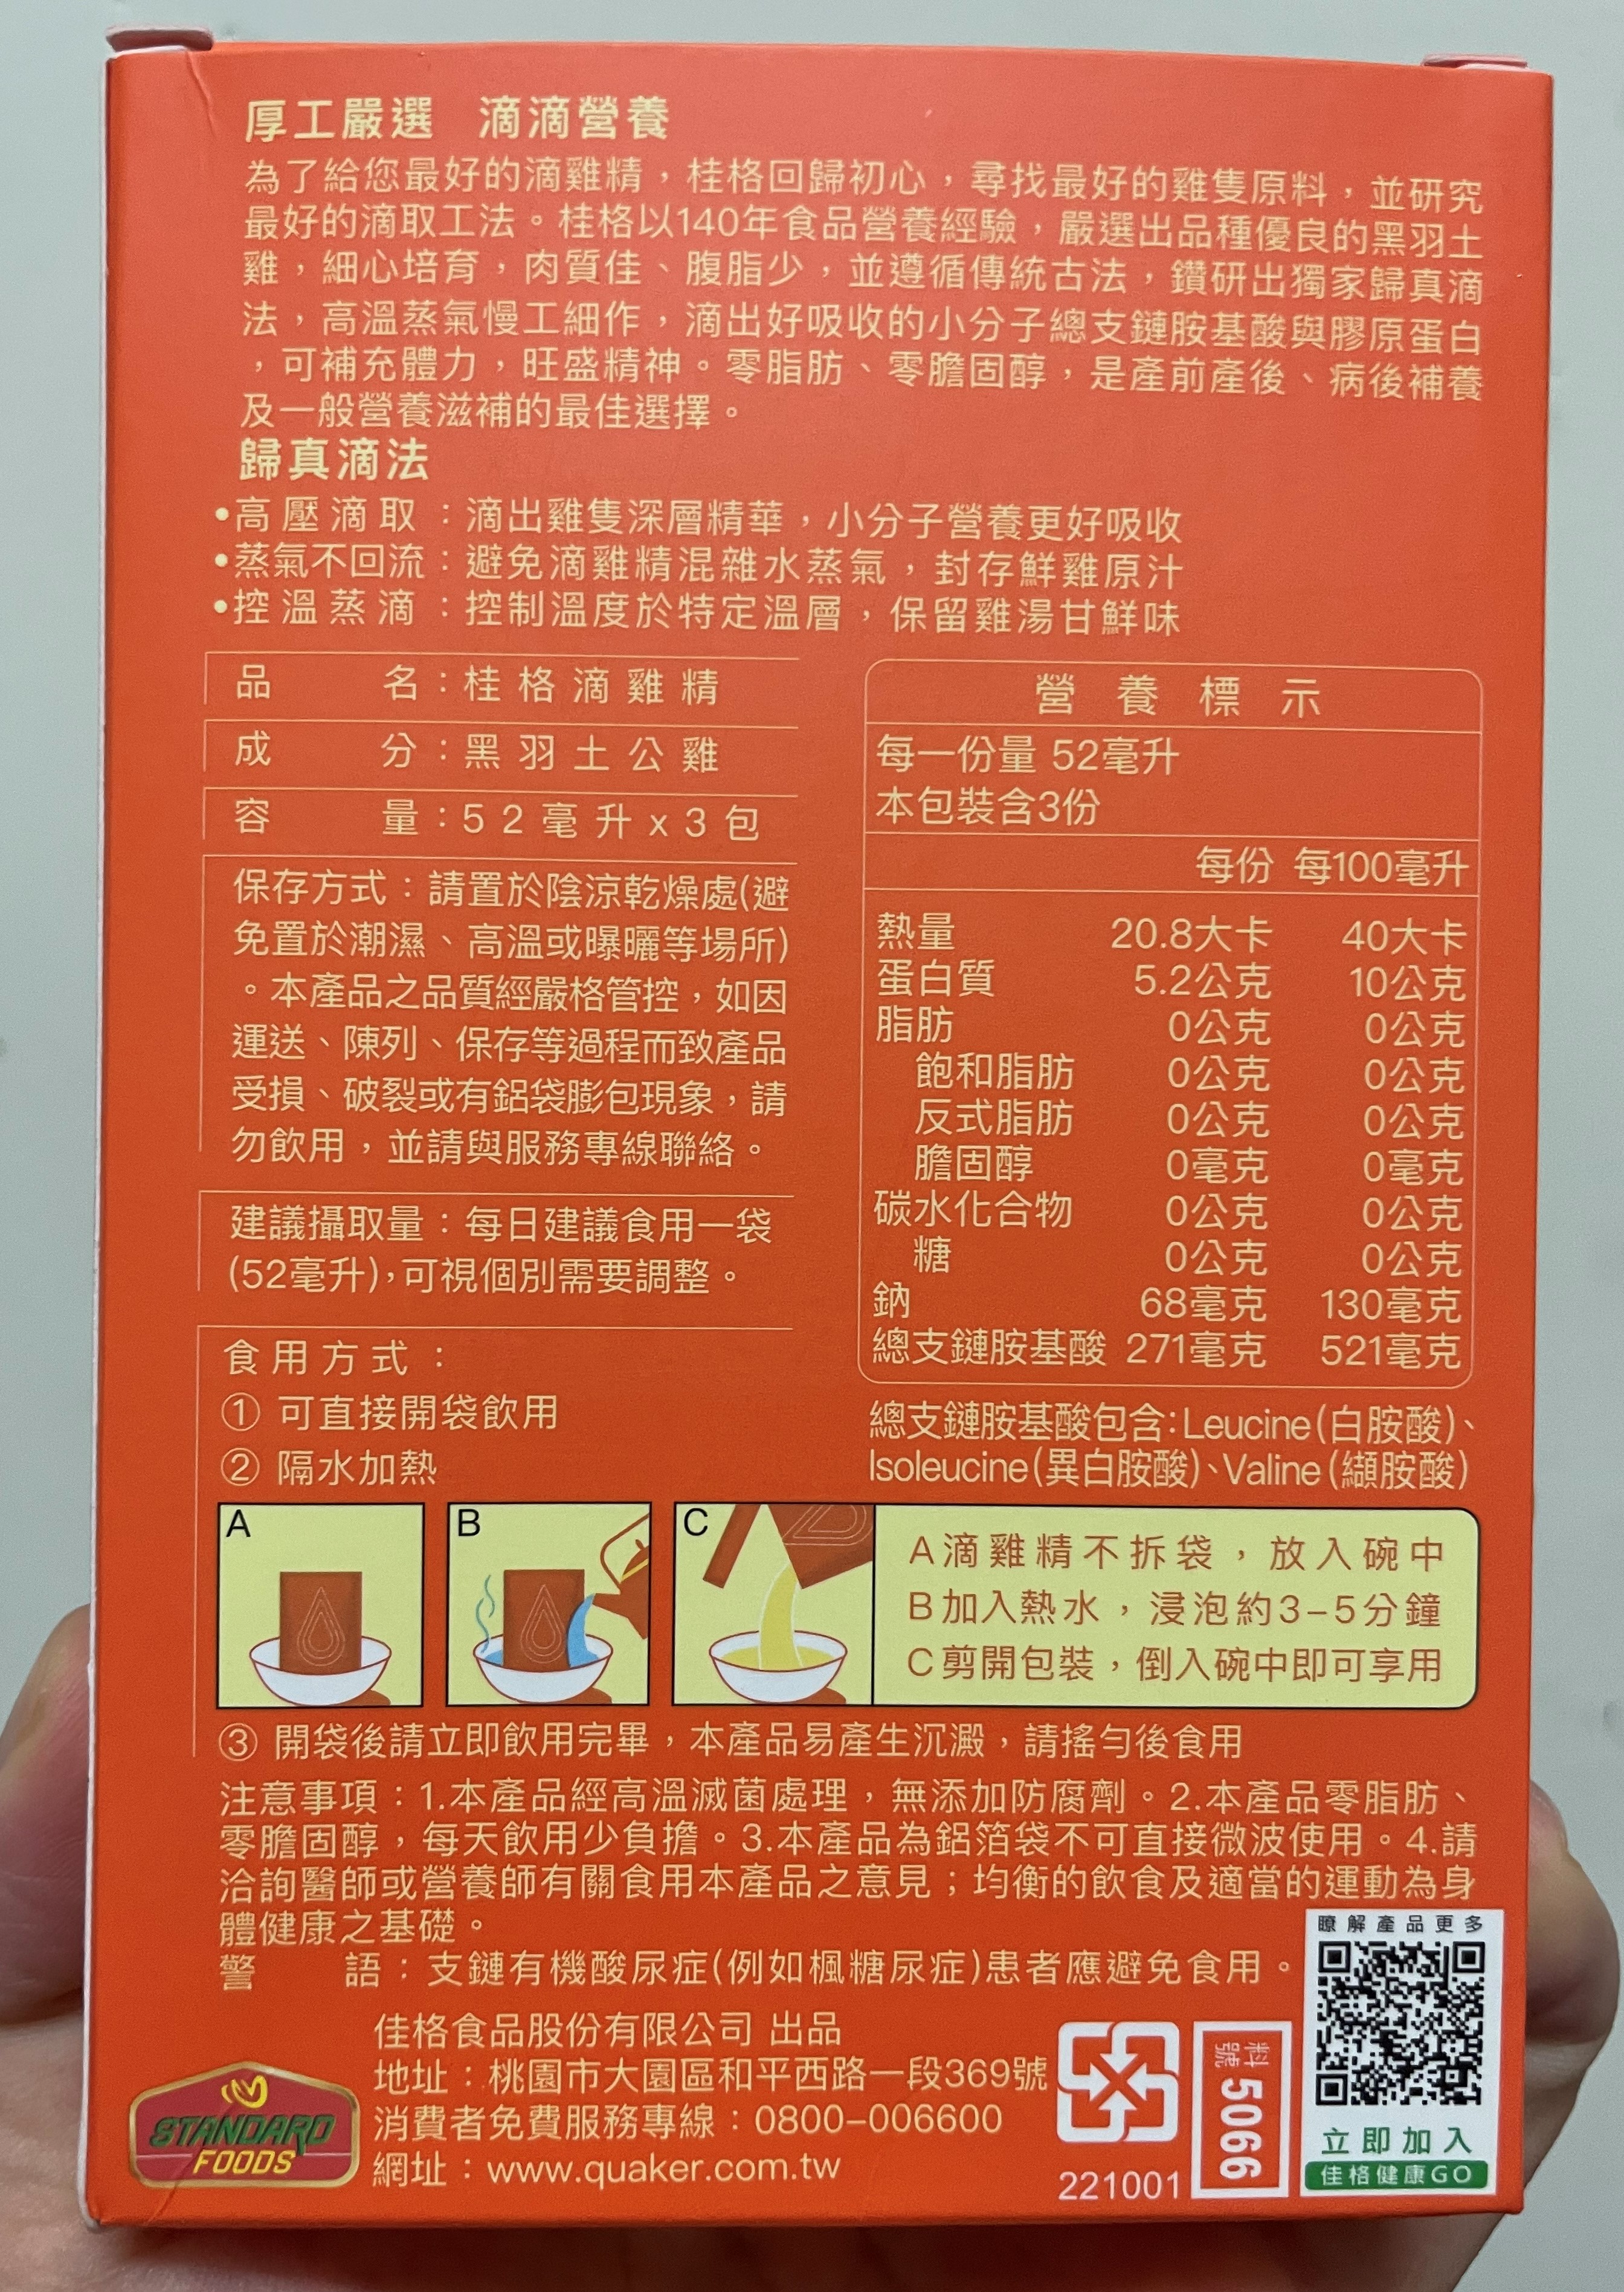 厚工嚴選 滴滴營養
為了給您最好的滴雞精，桂格回歸初心，尋找最好的雞隻原料，並研究
最好的滴取工法。桂格以140年食品營養經驗，嚴選出品種優良的黑羽土
雞，細心培育，肉質佳、腹脂少，並遵循傳統古法，鑽研出獨家歸真滴
法，高溫蒸氣慢工細作，滴出好吸收的小分子總支鏈胺基酸與膠原蛋白
，可補充體力，旺盛精神。零脂肪、零膽固醇，是產前產後、病後補養
及一般營養滋補的最佳選擇。
歸真滴法
•高壓滴取：滴出雞隻深層精華，小分子營養更好吸收
•蒸氣不回流：避免滴雞精混雜水蒸氣，封存鮮雞原汁
•控溫蒸滴：控制溫度於特定溫層，保留雞湯甘鮮味
品名：桂格滴雞精
成分：黑羽土公雞
容量：52毫升x3包
保存方式：請置於陰涼乾燥處(避
免置於潮濕、高溫或曝曬等場所)
。本產品之品質經嚴格管控，如因
運送、陳列、保存等過程而致產品
受損、破裂或有鋁袋膨包現象，請
勿飲用，並請與服務專線聯絡。
建議攝取量：每日建議食用一袋
(52毫升)，可視個別需要調整。
食用方式：
① 可直接開袋飲用
② 隔水加熱
營養標示
每一份量 52毫升
本包裝含3份
每份 每100毫升
熱量 20.8大卡 40大卡
蛋白質 5.2公克 10公克
脂肪 0公克 0公克
飽和脂肪 0公克 0公克
反式脂肪 0公克 0公克
膽固醇 0毫克 0毫克
碳水化合物 0公克 0公克
糖 0公克 0公克
鈉 68毫克 130毫克
總支鏈胺基酸 271毫克 521毫克
總支鏈胺基酸包含：Leucine(白胺酸)、
Isoleucine(異白胺酸)、Valine(纈胺酸)
A
B
C
A滴雞精不拆袋，放入碗中
B加入熱水，浸泡約3-5分鐘
C剪開包裝，倒入碗中即可享用
③ 開袋後請立即飲用完畢，本產品易產生沉澱，請搖勻後食用
注意事項：1.本產品經高溫滅菌處理，無添加防腐劑。2.本產品零脂肪、
零膽固醇，每天飲用少負擔。3.本產品為鋁箔袋不可直接微波使用。4.請
洽詢醫師或營養師有關食用本產品之意見；均衡的飲食及適當的運動為身
體健康之基礎。
警語：支鏈有機酸尿症(例如楓糖尿症)患者應避免食用。
佳格食品股份有限公司 出品
地址：桃園市大園區和平西路一段369號
消費者免費服務專線：0800-006600
網址：www.quaker.com.tw
STANDARD
FOODS
221001
料號 5066
瞭解產品更多
立即加入
佳格健康GO